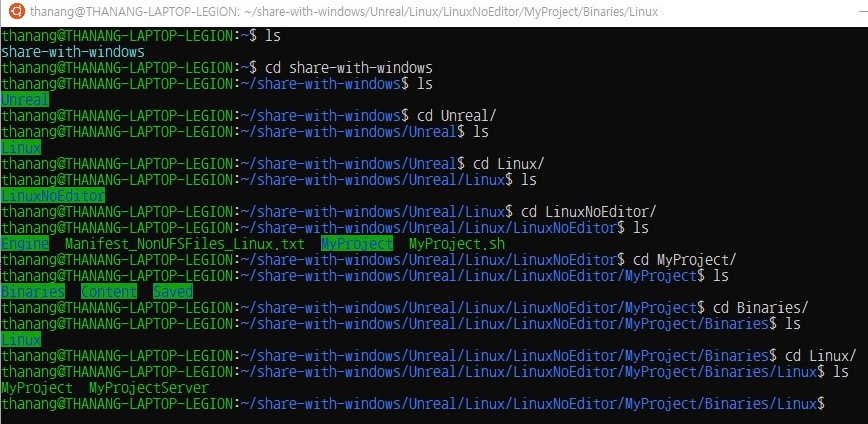 thanang@THANANG-LAPTOP-LEGION: ~/share-with-windows/Unreal/Linux/LinuxNoEditor/MyProject/Binaries/Linux
thanang@THANANG-LAPTOP-LEGION:~$ ls
share-with-windows
thanang@THANANG-LAPTOP-LEGION:~$ cd share-with-windows
thanang@THANANG-LAPTOP-LEGION:~/share-with-windows$ ls
Unreal
thanang@THANANG-LAPTOP-LEGION:~/share-with-windows$ cd Unreal/
thanang@THANANG-LAPTOP-LEGION:~/share-with-windows/Unreal$ ls
Linux
thanang@THANANG-LAPTOP-LEGION:~/share-with-windows/Unreal$ cd Linux/
thanang@THANANG-LAPTOP-LEGION:~/share-with-windows/Unreal/Linux$ ls
LinuxNoEditor
thanang@THANANG-LAPTOP-LEGION:~/share-with-windows/Unreal/Linux$ cd LinuxNoEditor/
thanang@THANANG-LAPTOP-LEGION:~/share-with-windows/Unreal/Linux/LinuxNoEditor$ ls
Engine  Manifest_NonUFSFiles_Linux.txt  MyProject  MyProject.sh
thanang@THANANG-LAPTOP-LEGION:~/share-with-windows/Unreal/Linux/LinuxNoEditor$ cd MyProject/
thanang@THANANG-LAPTOP-LEGION:~/share-with-windows/Unreal/Linux/LinuxNoEditor/MyProject$ ls
Binaries  Content  Saved
thanang@THANANG-LAPTOP-LEGION:~/share-with-windows/Unreal/Linux/LinuxNoEditor/MyProject$ cd Binaries/
thanang@THANANG-LAPTOP-LEGION:~/share-with-windows/Unreal/Linux/LinuxNoEditor/MyProject/Binaries$ ls
Linux
thanang@THANANG-LAPTOP-LEGION:~/share-with-windows/Unreal/Linux/LinuxNoEditor/MyProject/Binaries$ cd Linux/
thanang@THANANG-LAPTOP-LEGION:~/share-with-windows/Unreal/Linux/LinuxNoEditor/MyProject/Binaries/Linux$ ls
MyProject  MyProjectServer
thanang@THANANG-LAPTOP-LEGION:~/share-with-windows/Unreal/Linux/LinuxNoEditor/MyProject/Binaries/Linux$